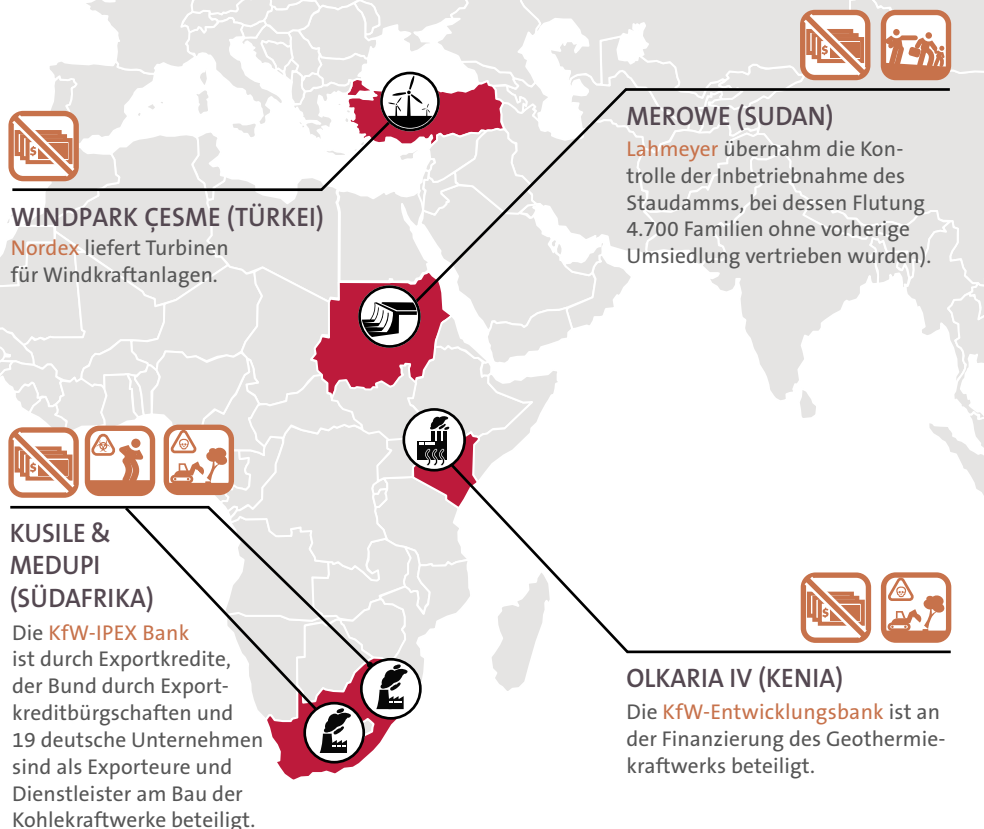 WINDPARK ÇESME (TÜRKEI)
Nordex liefert Turbinen
für Windkraftanlagen.
MEROWE (SUDAN)
Lahmeyer übernahm die Kon-
trolle der Inbetriebnahme des
Staudamms, bei dessen Flutung
4.700 Familien ohne vorherige
Umsiedlung vertrieben wurden).
KUSILE &
MEDUPI
(SÜDAFRIKA)
Die KfW-IPEX Bank
ist durch Exportkredite,
der Bund durch Export-
kreditbürgschaften und
19 deutsche Unternehmen
sind als Exporteure und
Dienstleister am Bau der
Kohlekraftwerke beteiligt.
OLKARIA IV (KENIA)
Die KfW-Entwicklungsbank ist an
der Finanzierung des Geothermie-
kraftwerks beteiligt.